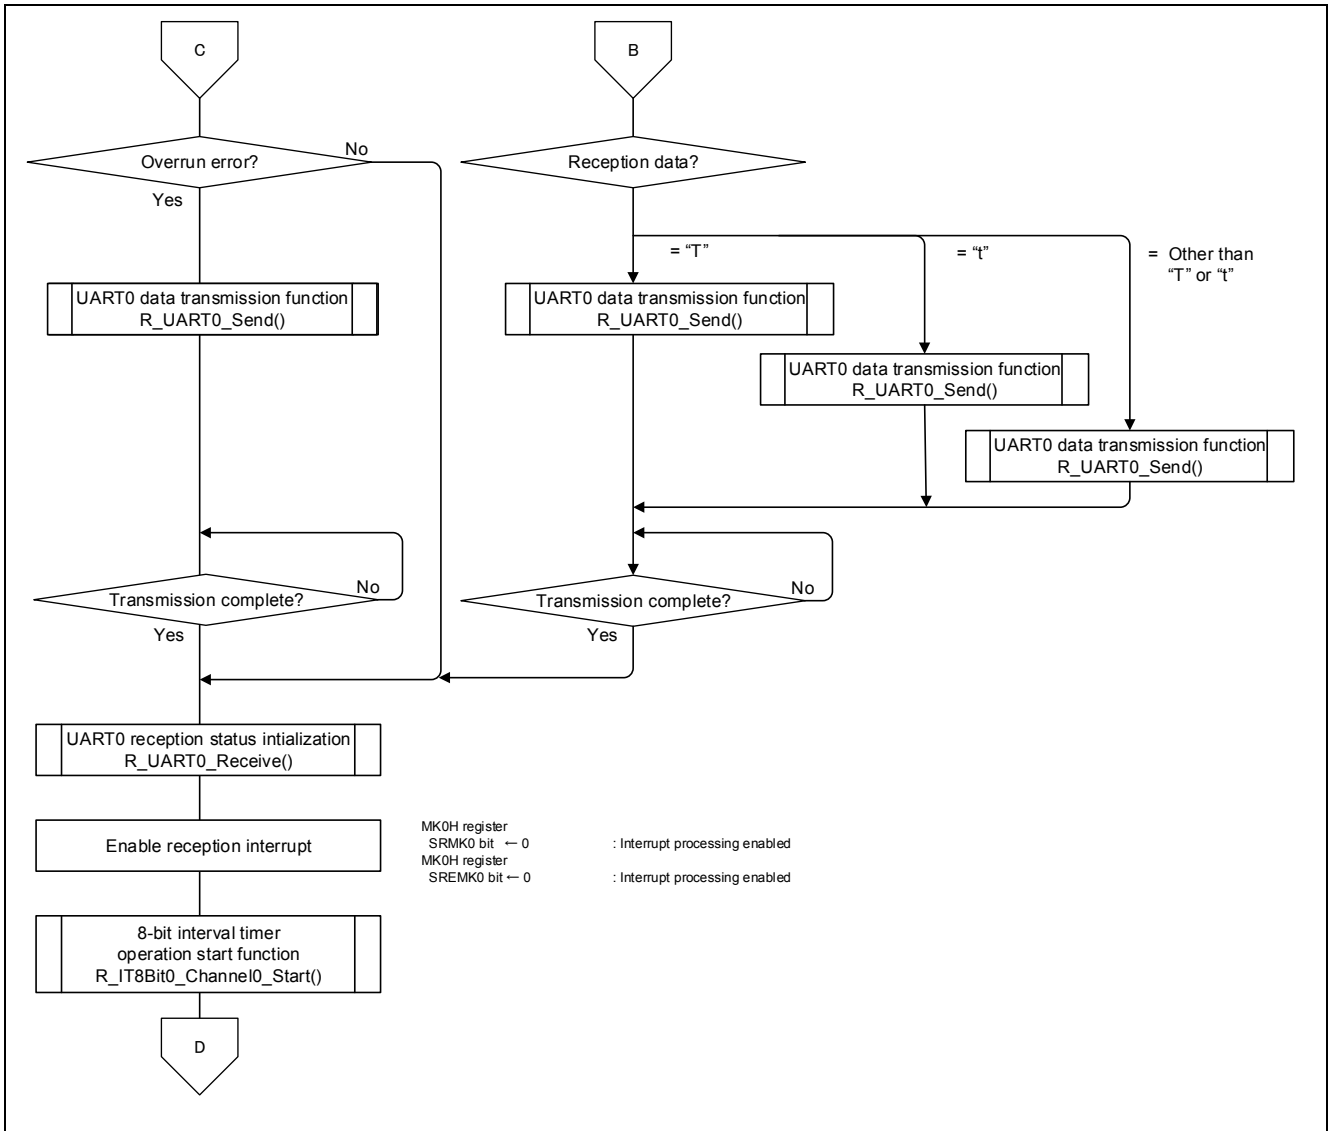 C
B
Overrun error?
No
Reception data?
Yes
= “T”
= “t”
= Other than
“T” or “t”
UART0 data transmission function
R_UART0_Send()
UART0 data transmission function
R_UART0_Send()
UART0 data transmission function
R_UART0_Send()
UART0 data transmission function
R_UART0_Send()
Transmission complete?
No
Transmission complete?
No
Yes
Yes
UART0 reception status intialization
R_UART0_Receive()
Enable reception interrupt
MK0H register
SRMK0 bit ← 0 : Interrupt processing enabled
MK0H register
SREMK0 bit ← 0 : Interrupt processing enabled
8-bit interval timer
operation start function
R_IT8Bit0_Channel0_Start()
D